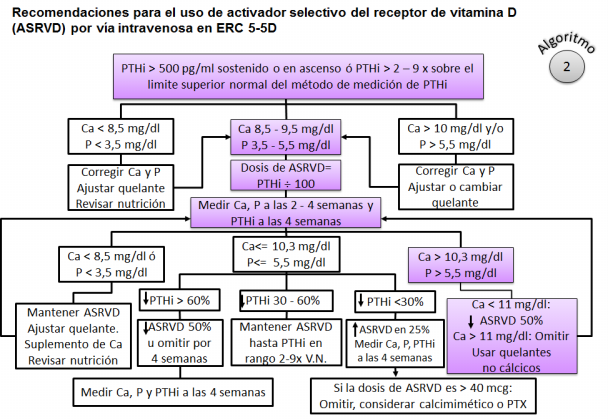 Recomendaciones para el uso de activador selectivo del receptor de vitamina D
(ASRVD) por via intravenosa en ERC 5-5D
Algoritmo
2
PTHi > 500 pg/ml sostenido o en ascenso ó PTHi > 2 – 9 x sobre el
limite superior normal del método de medición de PTHi
Ca < 8,5 mg/dl
P < 3,5 mg/dl
Ca 8,5 - 9,5 mg/dl
P 3,5 - 5,5 mg/dl
Ca > 10 mg/dl y/o
P > 5,5 mg/dl
Corregir Ca y P
Ajustar quelante
Revisar nutrición
Dosis de ASRVD=
PTHi ÷ 100
Corregir Ca y P
Ajustar o cambiar
quelante
Medir Ca, P a las 2 - 4 semanas y
PTHi a las 4 semanas
Ca < 8,5 mg/dl ó
P < 3,5 mg/dl
Ca<= 10,3 mg/dl
P<= 5,5 mg/dl
Ca > 10,3 mg/dl
P > 5,5 mg/dl
↓PTHi > 60%
↓PTHi 30 - 60%
↓PTHi <30%
Mantener ASRVD
Ajustar quelante.
Suplemento de Ca
Revisar nutrición
↓ASRVD 50%
u omitir por
4 semanas
Mantener ASRVD
hasta PTHi en
rango 2-9x V.N.
↑ASRVD en 25%
Medir Ca, P, PTHi
a las 4 semanas
Ca < 11 mg/dl:
↓ ASRVD 50%
Ca > 11 mg/dl: Omitir
Usar quelantes
no cálcicos
Medir Ca, P y PTHi a las 4 semanas
Si la dosis de ASRVD es > 40 mcg:
Omitir, considerar calcimimético o PTX